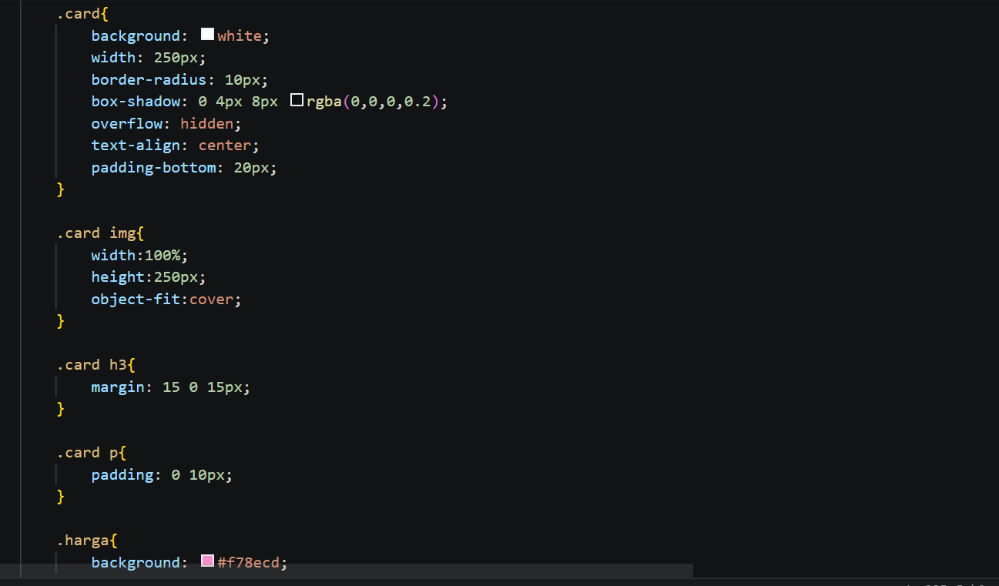 .card{
background: white;
width: 250px;
border-radius: 10px;
box-shadow: 0 4px 8px rgba(0,0,0,0.2);
overflow: hidden;
text-align: center;
padding-bottom: 20px;
}
.card img{
width:100%;
height:250px;
object-fit:cover;
}
.card h3{
margin: 15 0 15px;
}
.card p{
padding: 0 10px;
}
.harga{
background: #f78ecd;